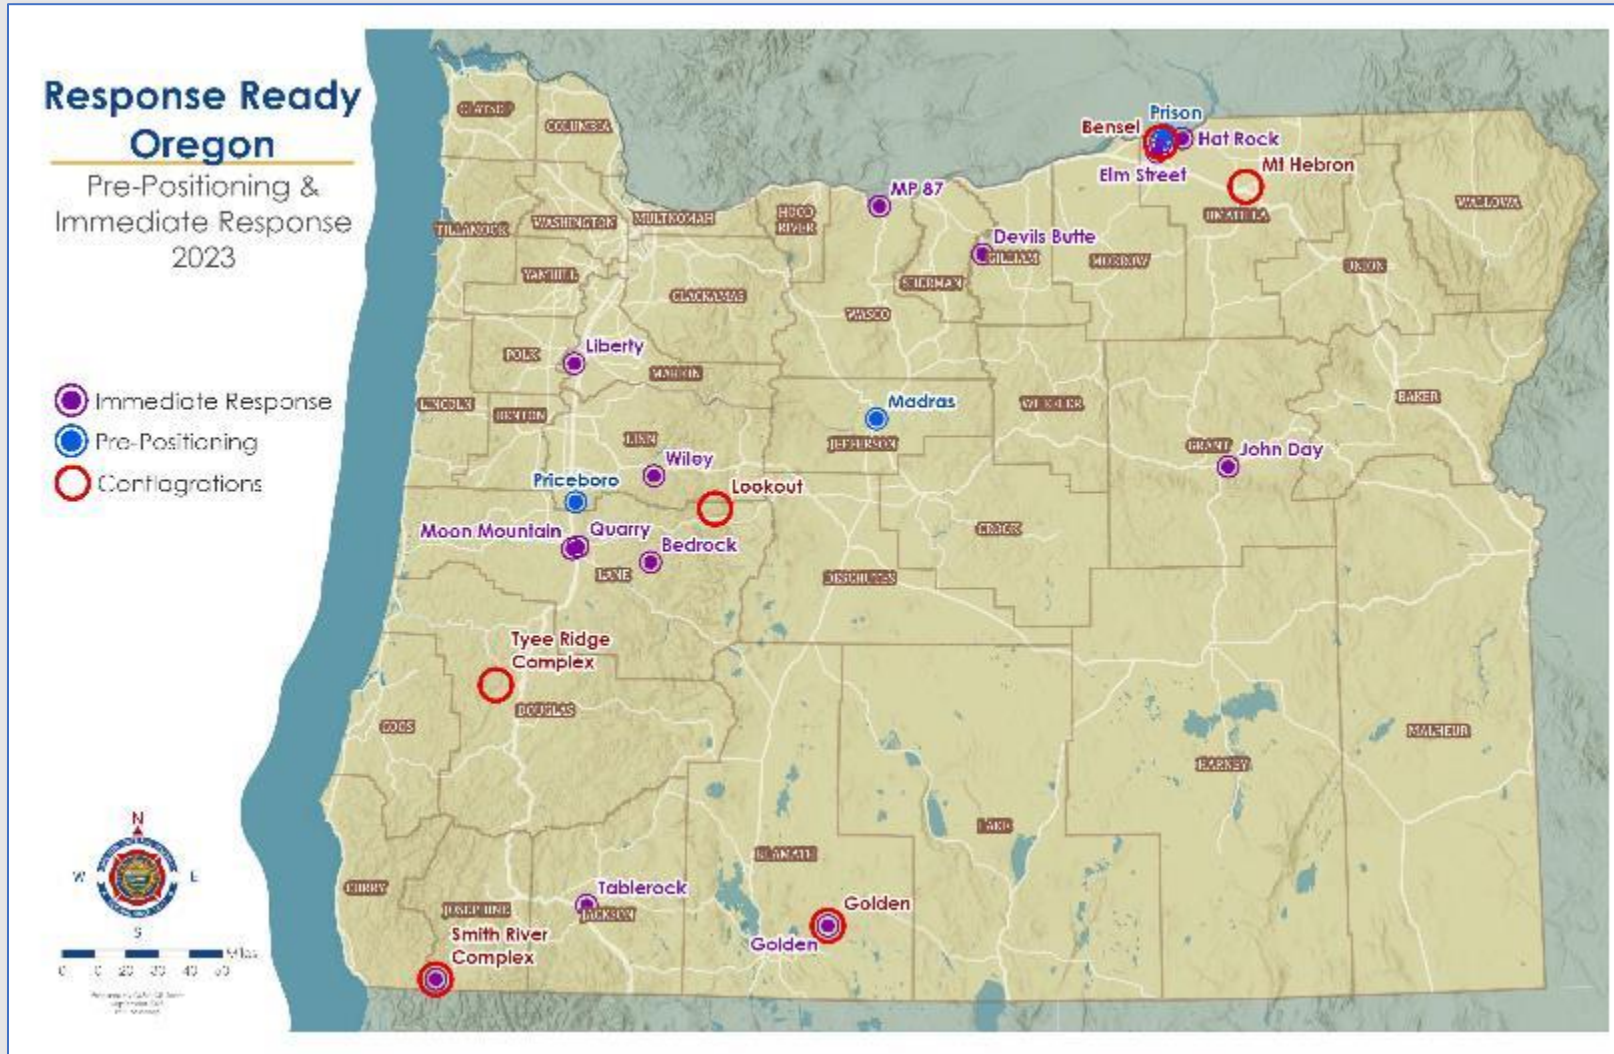 Response Ready
Oregon
Pre-Positioning &
Immediate Response
2023
Immediate Response
Pre-Positioning
Conflagrations
N
W
E
S
Miles
CLATSOP
COLUMBIA
TILLAMOOK
WASHINGTON
MULTNOMAH
HOOD
RIVER
YAMHILL
CLACKAMAS
MP 87
Devils Butte
GILLIAM
SHERMAN
WASCO
MORROW
Prison
Bensel
Hat Rock
Elm Street
Mt Hebron
UMATILLA
WALLOWA
UNION
Liberty
POLK
MARION
LINCOLN
BENTON
LINN
Wiley
Madras
JEFFERSON
WHEELER
BAKER
GRANT
John Day
Priceboro
Lookout
Moon Mountain
Quarry
Bedrock
LANE
CROOK
DESCHUTES
Tyee Ridge
Complex
DOUGLAS
COOS
MALHEUR
HARNEY
LAKE
KLAMATH
CURRY
JOSEPHINE
Tablerock
JACKSON
Smith River
Complex
Golden
Golden